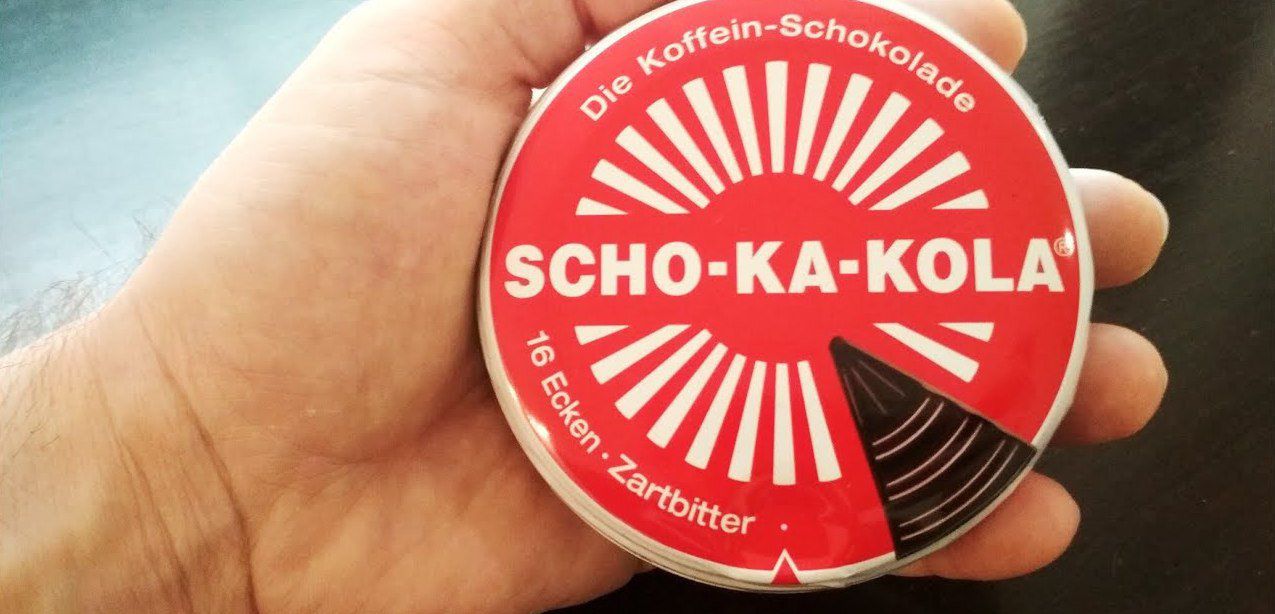 Die Koffein-Schokolade
SCHO-KA-KOLA®
16 Ecken · Zartbitter